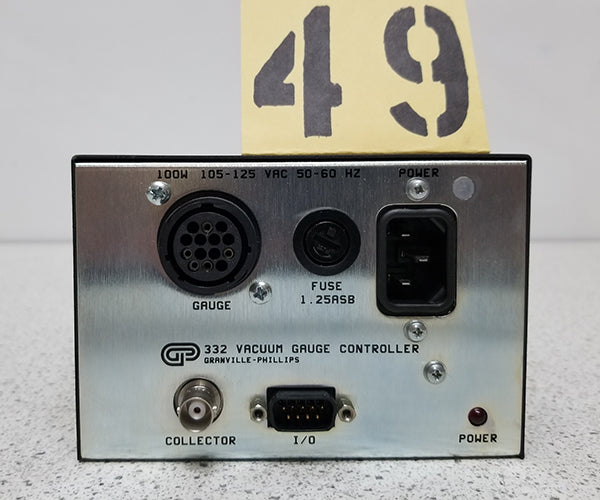 49
100W 105-125 VAC 50-60 HZ POWER
GAUGE
FUSE
1.25ASB
GP 332 VACUUM GAUGE CONTROLLER
GRANVILLE-PHILLIPS
COLLECTOR
I/O
POWER